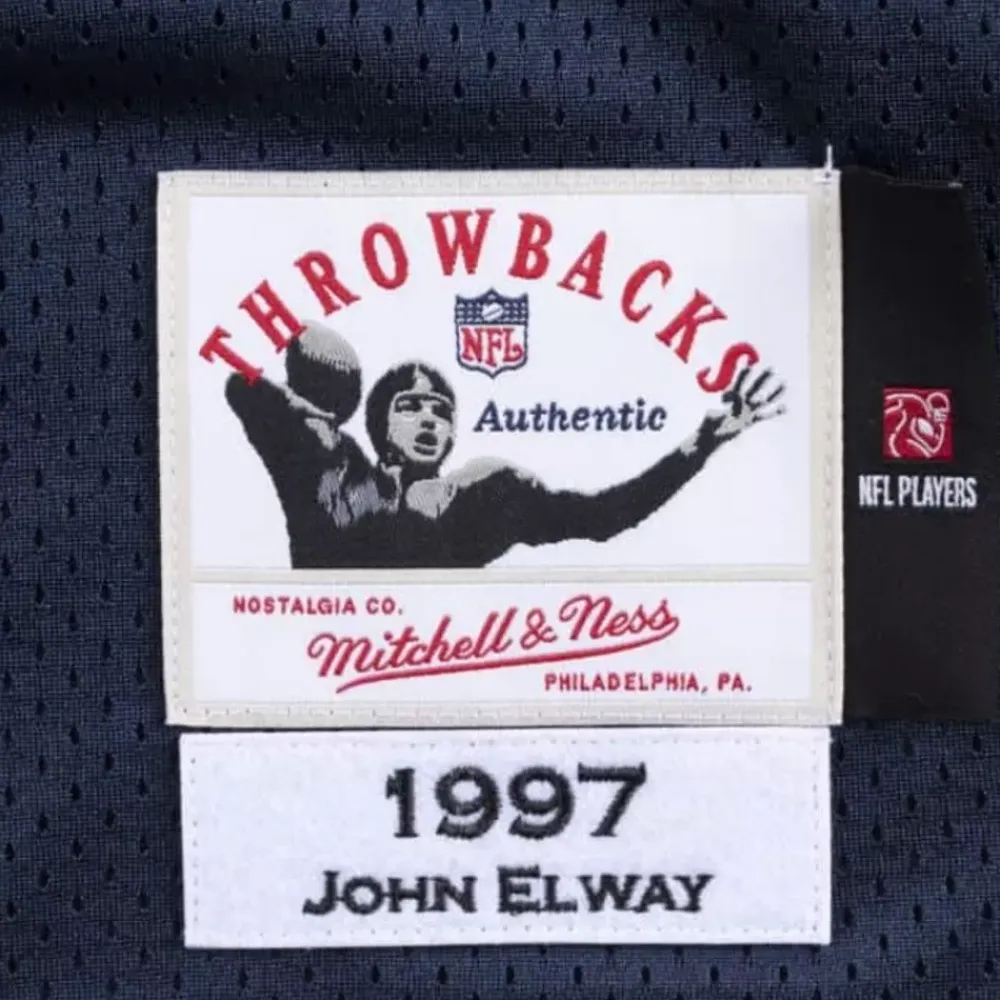 THROWBACKS
NFL
Authentic
NFL PLAYERS
NOSTALGIA CO.
Mitchell & Ness
PHILADELPHIA, PA.
1997
JOHN ELWAY